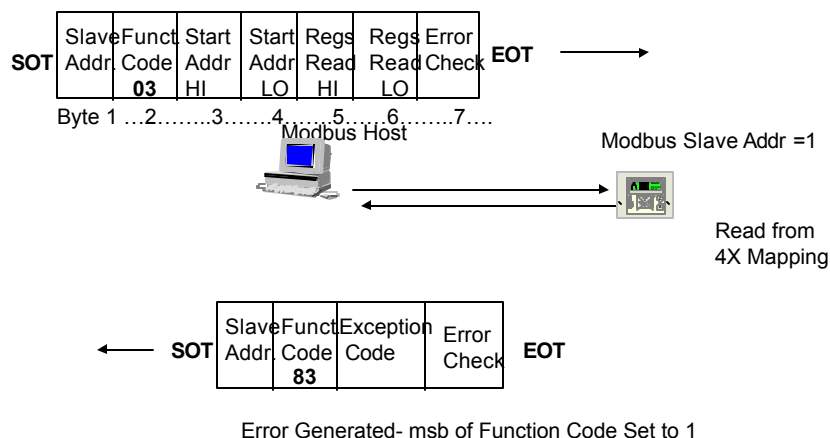 SOT Slave Addr. Funct. Code 03 Start Addr HI Start Addr LO Regs Read HI Regs Read LO Error Check EOT
Byte 1 …2……..3…….4…....5……6……..7….
Modbus Host
Modbus Slave Addr =1
Read from
4X Mapping
SOT Slave Addr. Funct. Code 83 Exception Code Error Check EOT
Error Generated- msb of Function Code Set to 1